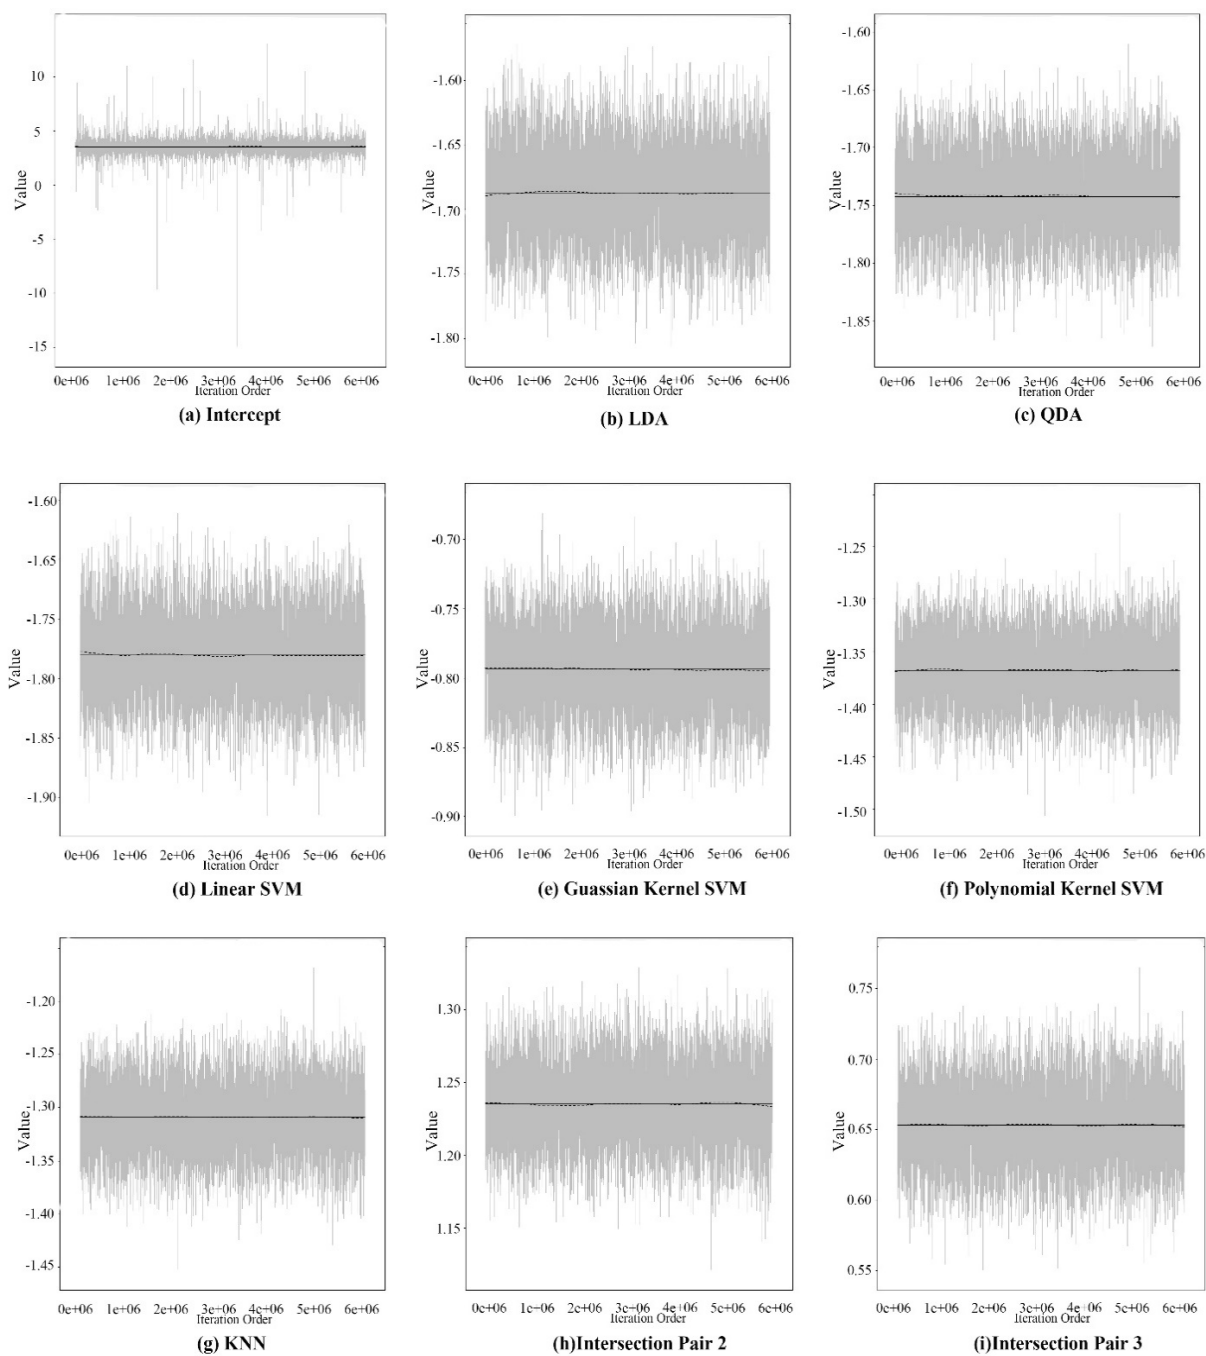 10
5
0
-5
-10
-15
Value
0e+06 1e+06 2e+06 3e+06 4e+06 5e+06 6e+06
Iteration Order
(a) Intercept
-1.60
-1.65
-1.70
-1.75
-1.80
Value
0e+06 1e+06 2e+06 3e+06 4e+06 5e+06 6e+06
Iteration Order
(b) LDA
-1.60
-1.65
-1.70
-1.75
-1.80
-1.85
Value
0e+06 1e+06 2e+06 3e+06 4e+06 5e+06 6e+06
Iteration Order
(c) QDA
-1.60
-1.65
-1.75
-1.80
-1.85
-1.90
Value
0e+06 1e+06 2e+06 3e+06 4e+06 5e+06 6e+06
Iteration Order
(d) Linear SVM
-0.70
-0.75
-0.80
-0.85
-0.90
Value
0e+06 1e+06 2e+06 3e+06 4e+06 5e+06 6e+06
Iteration Order
(e) Guassian Kernel SVM
-1.25
-1.30
-1.35
-1.40
-1.45
-1.50
Value
0e+06 1e+06 2e+06 3e+06 4e+06 5e+06 6e+06
Iteration Order
(f) Polynomial Kernel SVM
-1.20
-1.25
-1.30
-1.35
-1.40
-1.45
Value
0e+06 1e+06 2e+06 3e+06 4e+06 5e+06 6e+06
Iteration Order
(g) KNN
1.30
1.25
1.20
1.15
Value
0e+06 1e+06 2e+06 3e+06 4e+06 5e+06 6e+06
Iteration Order
(h)Intersection Pair 2
0.75
0.70
0.65
0.60
0.55
Value
0e+06 1e+06 2e+06 3e+06 4e+06 5e+06 6e+06
Iteration Order
(i)Intersection Pair 3